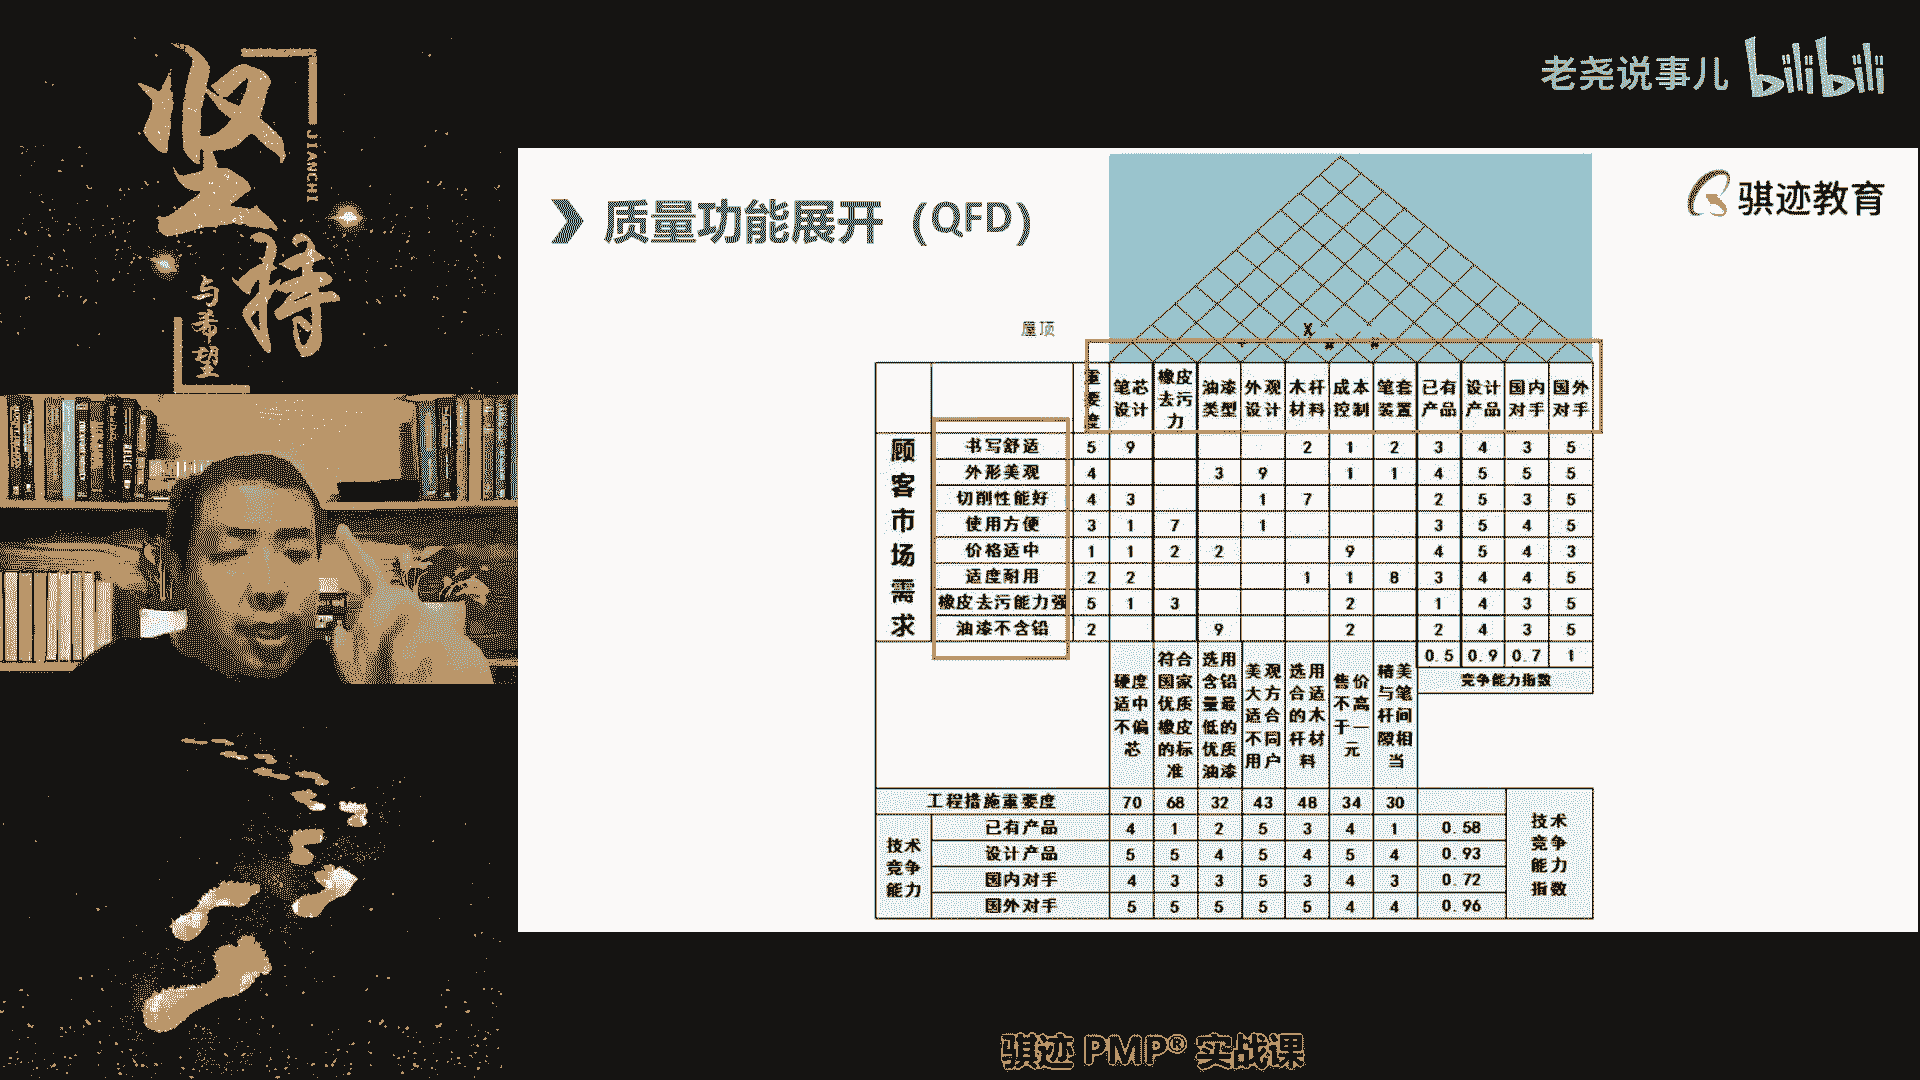 坚持
JIANCHI
与希望
老尧说事儿 bilibili
质量功能展开（QFD）
骐迹教育
屋顶
X
重要度 笔芯设计 橡皮去污力 油漆类型 外观设计 木杆材料 成本控制 笔套装置 已有产品 设计产品 国内对手 国外对手
顾客市场需求
书写舒适 5 9 2 1 2 3 4 3 5
外形美观 4 3 9 1 1 4 5 5 5
切削性能好 4 3 1 7 2 5 3 5
使用方便 3 1 7 1 3 5 4 5
价格适中 1 1 2 2 9 4 5 4 3
适度耐用 2 2 1 1 8 3 4 4 5
橡皮去污能力强 5 1 3 2 1 4 3 5
油漆不含铅 2 9 2 2 4 3 5
0.5 0.9 0.7 1
竞争能力指数
硬度适中不偏芯 符合国家优质橡皮的标准 选用含铅量最低的优质油漆 美观大方适合不同用户 选用合适的木杆材料 售价不高于一元 精美与笔杆间隙相当
工程措施重要度 70 68 32 43 48 34 30
技术竞争能力
已有产品 4 1 2 5 3 4 1 0.58
设计产品 5 5 4 5 4 5 4 0.93
国内对手 4 3 3 5 3 4 3 0.72
国外对手 5 5 5 5 5 4 4 0.96
技术竞争能力指数
骐迹 PMP® 实战课